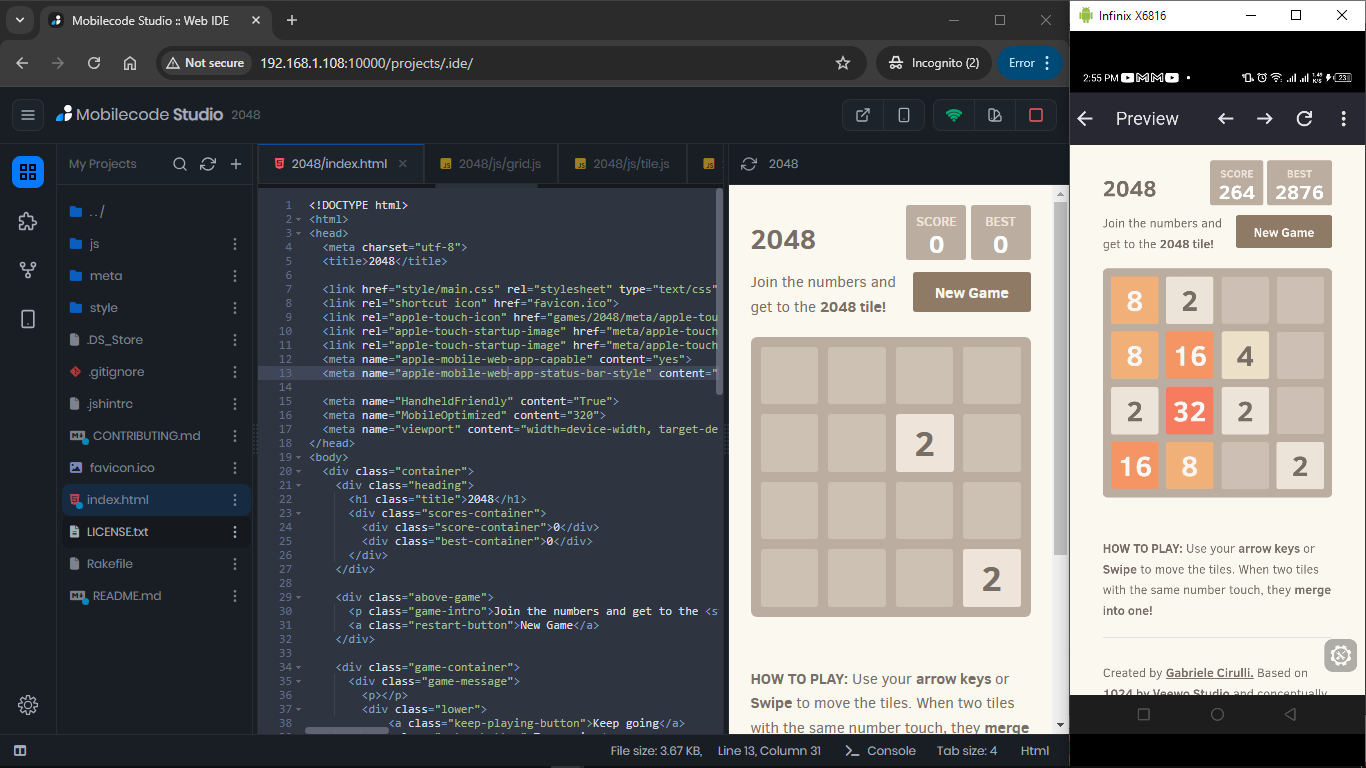 Mobilecode Studio :: Web IDE
Not secure
192.168.1.108:10000/projects/.ide/
Incognito (2)
Error
Mobilecode Studio
2048
My Projects
../
js
meta
style
.DS_Store
.gitignore
.jshintrc
CONTRIBUTING.md
favicon.ico
index.html
LICENSE.txt
Rakefile
README.md
2048/index.html
2048/js/grid.js
2048/js/tile.js
JS
1 <!DOCTYPE html>
2 <html>
3 <head>
4 <meta charset="utf-8">
5 <title>2048</title>
6
7 <link href="style/main.css" rel="stylesheet" type="text/css"
8 <link rel="shortcut icon" href="favicon.ico">
9 <link rel="apple-touch-icon" href="games/2048/meta/apple-tou
10 <link rel="apple-touch-startup-image" href="meta/apple-touch
11 <link rel="apple-touch-startup-image" href="meta/apple-touch
12 <meta name="apple-mobile-web-app-capable" content="yes">
13 <meta name="apple-mobile-web-app-status-bar-style" content="
14
15 <meta name="HandheldFriendly" content="True">
16 <meta name="MobileOptimized" content="320">
17 <meta name="viewport" content="width=device-width, target-de
18 </head>
19 <body>
20 <div class="container">
21 <div class="heading">
22 <h1 class="title">2048</h1>
23 <div class="scores-container">
24 <div class="score-container">0</div>
25 <div class="best-container">0</div>
26 </div>
27 </div>
28
29 <div class="above-game">
30 <p class="game-intro">Join the numbers and get to the <s
31 <a class="restart-button">New Game</a>
32 </div>
33
34 <div class="game-container">
35 <div class="game-message">
36 <p></p>
37 <div class="lower">
38 <a class="keep-playing-button">Keep going</a>
File size: 3.67 KB,
Line 13, Column 31
Console
Tab size: 4
Html
2048
2048
SCORE
0
BEST
0
Join the numbers and
get to the 2048 tile!
New Game
2
2
HOW TO PLAY: Use your arrow keys or
Swipe to move the tiles. When two tiles
with the same number touch, they merge
Infinix X6816
2:55 PM
Preview
2048
SCORE
264
BEST
2876
Join the numbers and
get to the 2048 tile!
New Game
8 2
8 16 4
2 32 2
16 8 2
HOW TO PLAY: Use your arrow keys or
Swipe to move the tiles. When two tiles
with the same number touch, they merge
into one!
Created by Gabriele Cirulli. Based on
1024 by Veewo Studio and conceptually